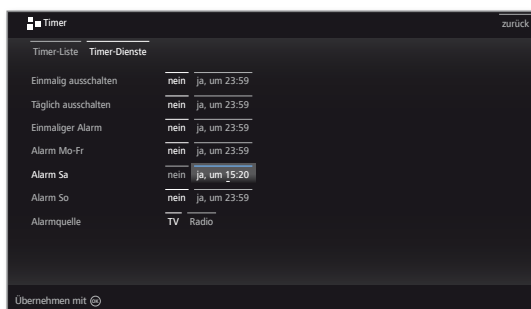 Timer zurück
Timer-Liste Timer-Dienste
Einmalig ausschalten nein ja, um 23:59
Täglich ausschalten nein ja, um 23:59
Einmaliger Alarm nein ja, um 23:59
Alarm Mo-Fr nein ja, um 23:59
Alarm Sa nein ja, um 15:20
Alarm So nein ja, um 23:59
Alarmquelle TV Radio
Übernehmen mit OK